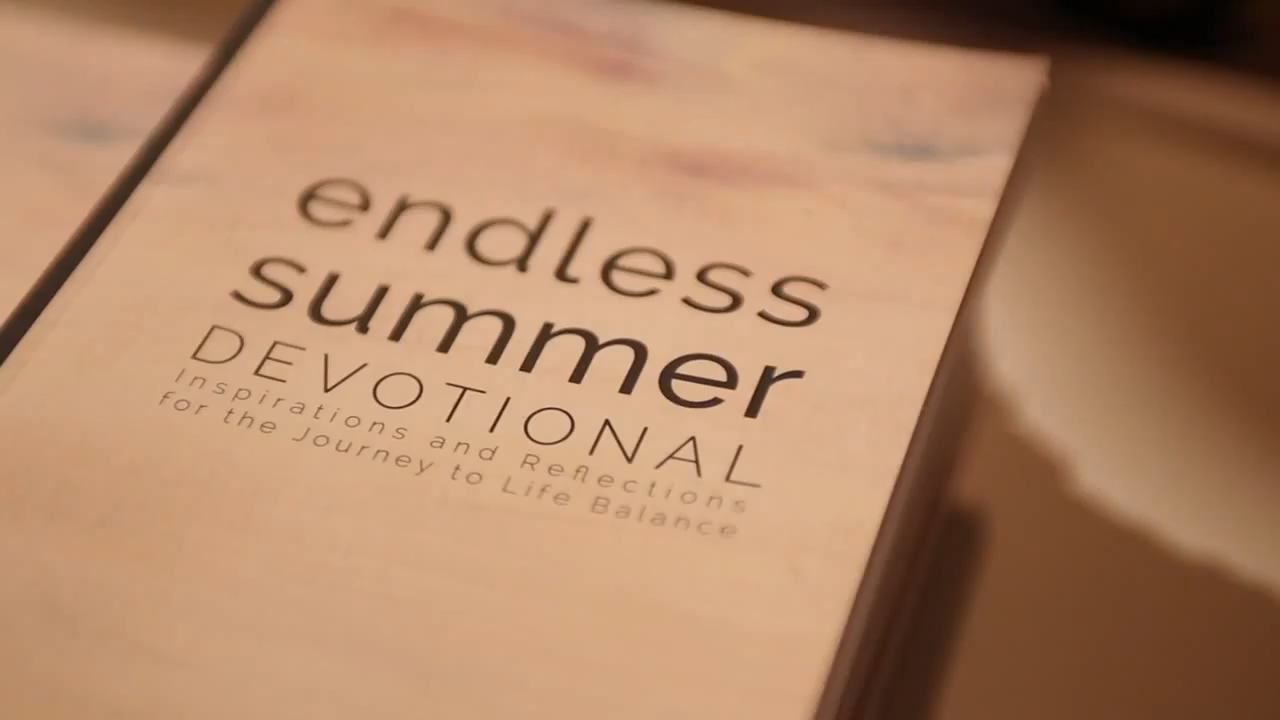 endless
summer
DEVOTIONAL
Inspirations and Reflections
for the Journey to Life Balance